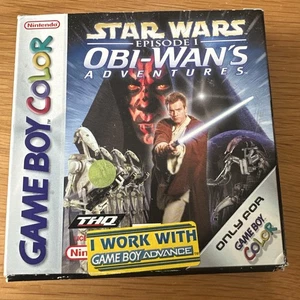 Nintendo
GAME BOY COLOR
STAR WARS
EPISODE I
OBI-WAN'S
ADVENTURES
THQ
I WORK WITH
GAME BOY ADVANCE
ONLY FOR
GAME BOY
COLOR